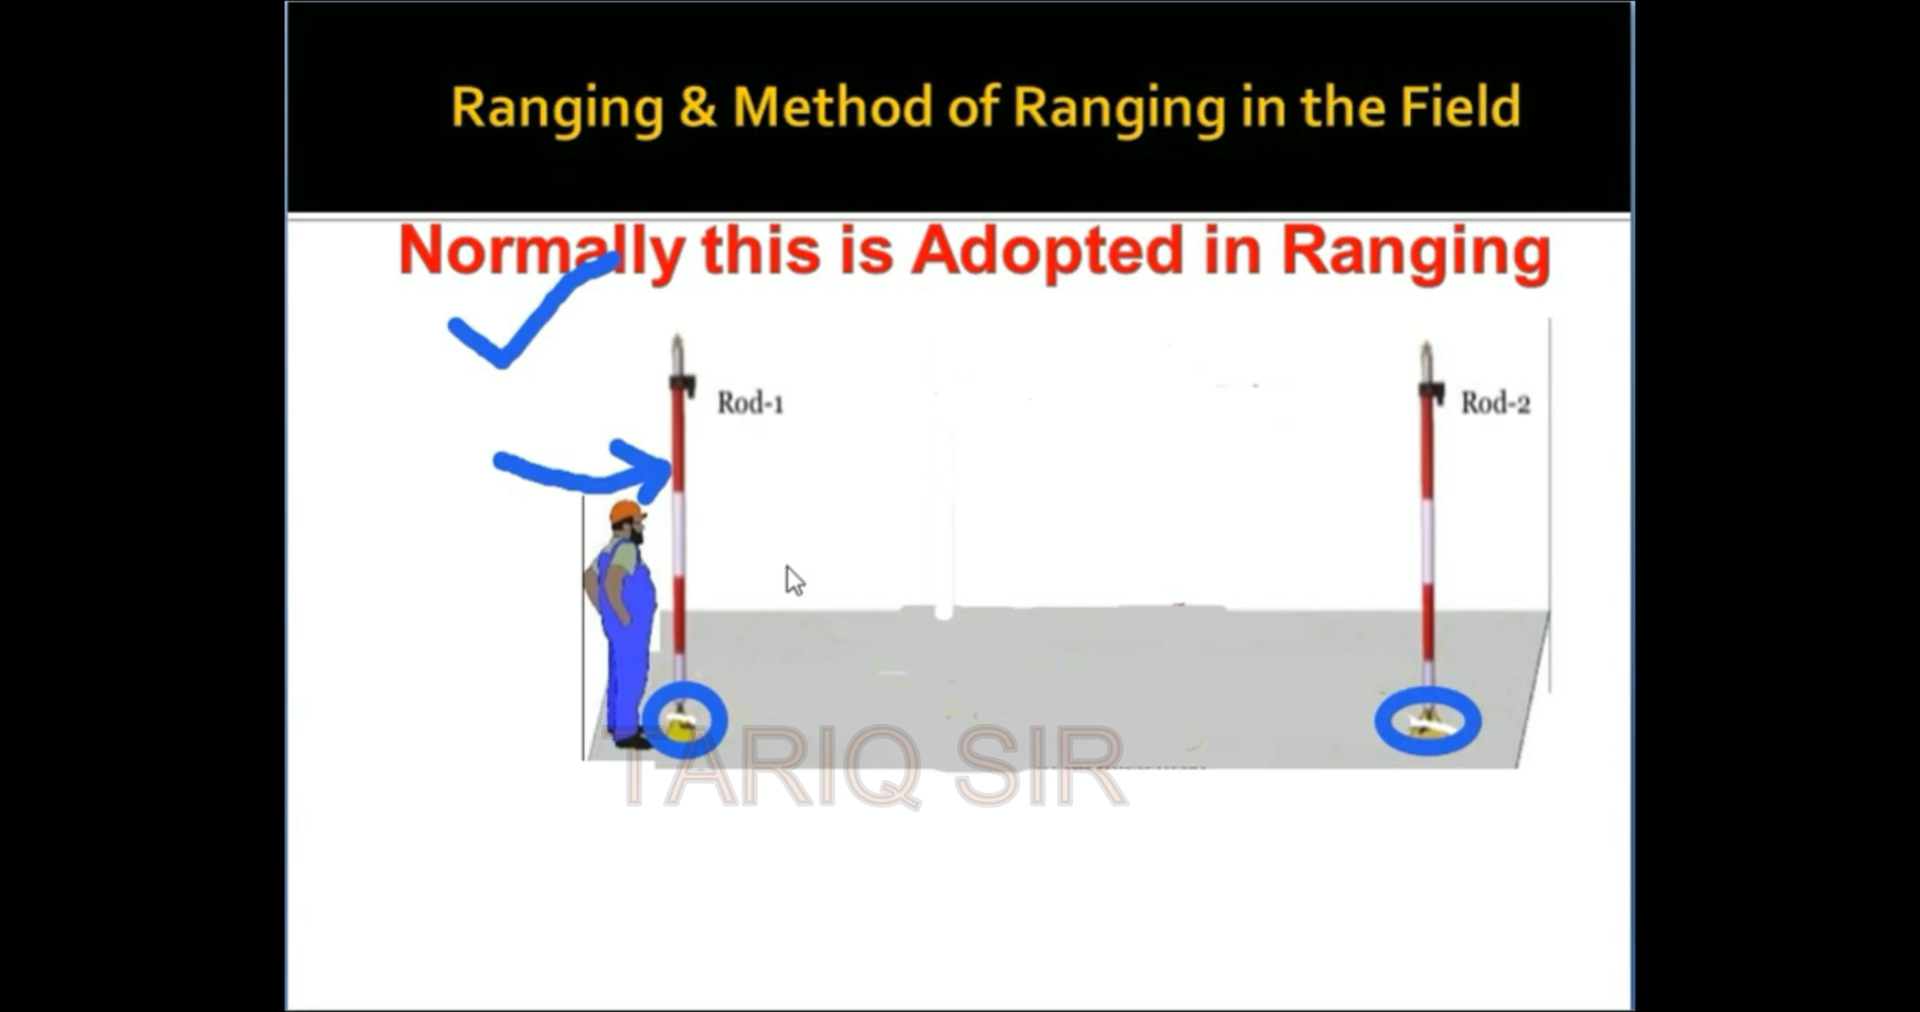 Ranging & Method of Ranging in the Field
Normally this is Adopted in Ranging
Rod-1
Rod-2
TARIQ SIR